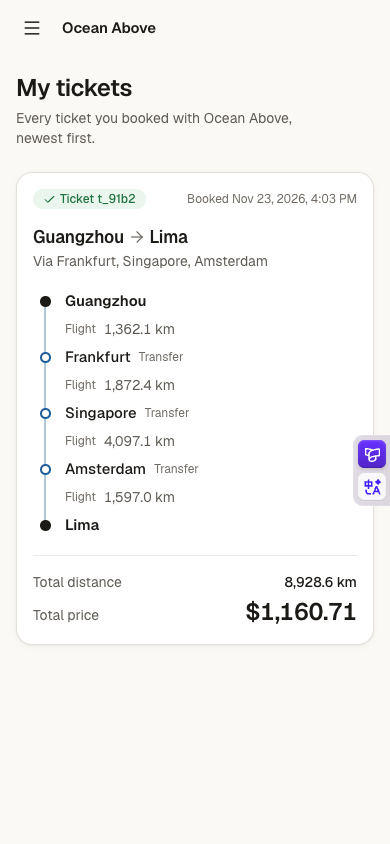 Ocean Above
My tickets
Every ticket you booked with Ocean Above,
newest first.
Ticket t_91b2
Booked Nov 23, 2026, 4:03 PM
Guangzhou → Lima
Via Frankfurt, Singapore, Amsterdam
Guangzhou
Flight 1,362.1 km
Frankfurt Transfer
Flight 1,872.4 km
Singapore Transfer
Flight 4,097.1 km
Amsterdam Transfer
Flight 1,597.0 km
Lima
Total distance 8,928.6 km
Total price $1,160.71
中A